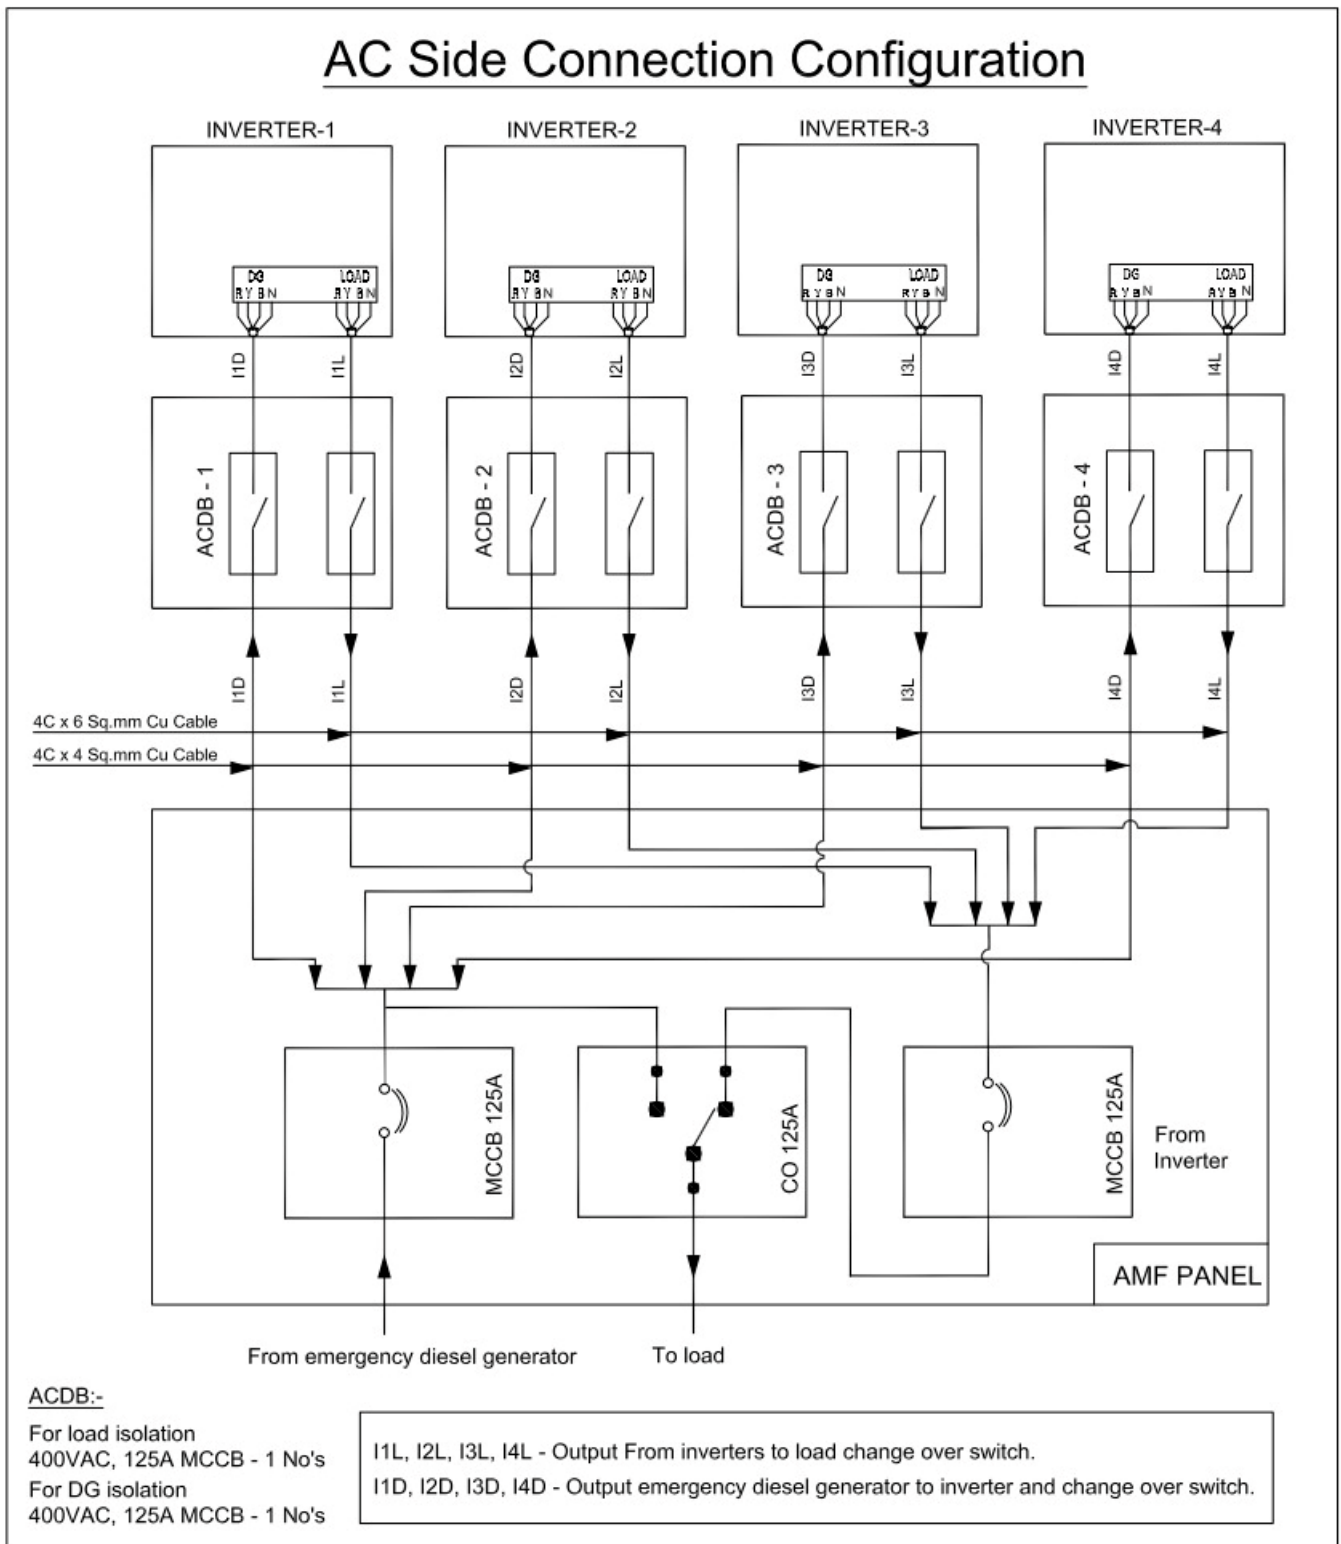 AC Side Connection Configuration
INVERTER-1 INVERTER-2 INVERTER-3 INVERTER-4
DG LOAD DG LOAD DG LOAD DG LOAD
R Y B N R Y B N R Y B N R Y B N R Y B N R Y B N R Y B N R Y B N
I1D I1L I2D I2L I3D I3L I4D I4L
ACDB - 1 ACDB - 2 ACDB - 3 ACDB - 4
I1D I1L I2D I2L I3D I3L I4D I4L
4C x 6 Sq.mm Cu Cable
4C x 4 Sq.mm Cu Cable
MCCB 125A CO 125A MCCB 125A
From
Inverter
AMF PANEL
From emergency diesel generator To load
ACDB:-
For load isolation
400VAC, 125A MCCB - 1 No's
For DG isolation
400VAC, 125A MCCB - 1 No's
I1L, I2L, I3L, I4L - Output From inverters to load change over switch.
I1D, I2D, I3D, I4D - Output emergency diesel generator to inverter and change over switch.